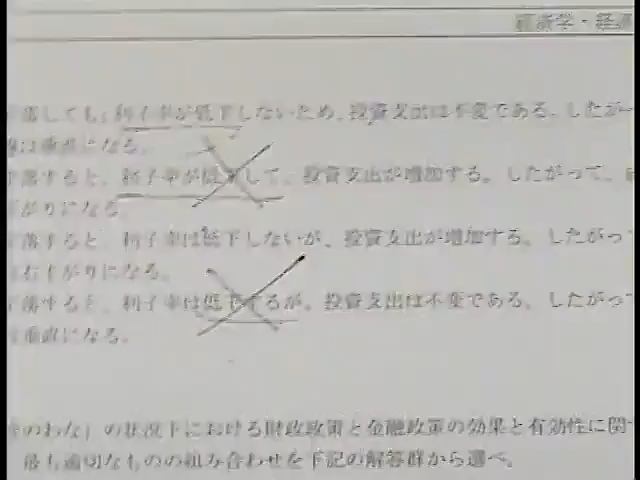 経済学・経済
落しても、利子率が低下しないため、投資支出は不変である。したがっ
は垂直になる。
下落すると、利子率が低下して、投資支出が増加する。したがって、
下がりになる。
下落すると、利子率は低下しないが、投資支出が増加する。したがっ
右下がりになる。
下落すると、利子率は低下するが、投資支出は不変である。したがって
垂直になる。
のわな」の状況下における財政政策と金融政策の効果と有効性に関
最も適切なものの組み合わせを下記の解答群から選べ。